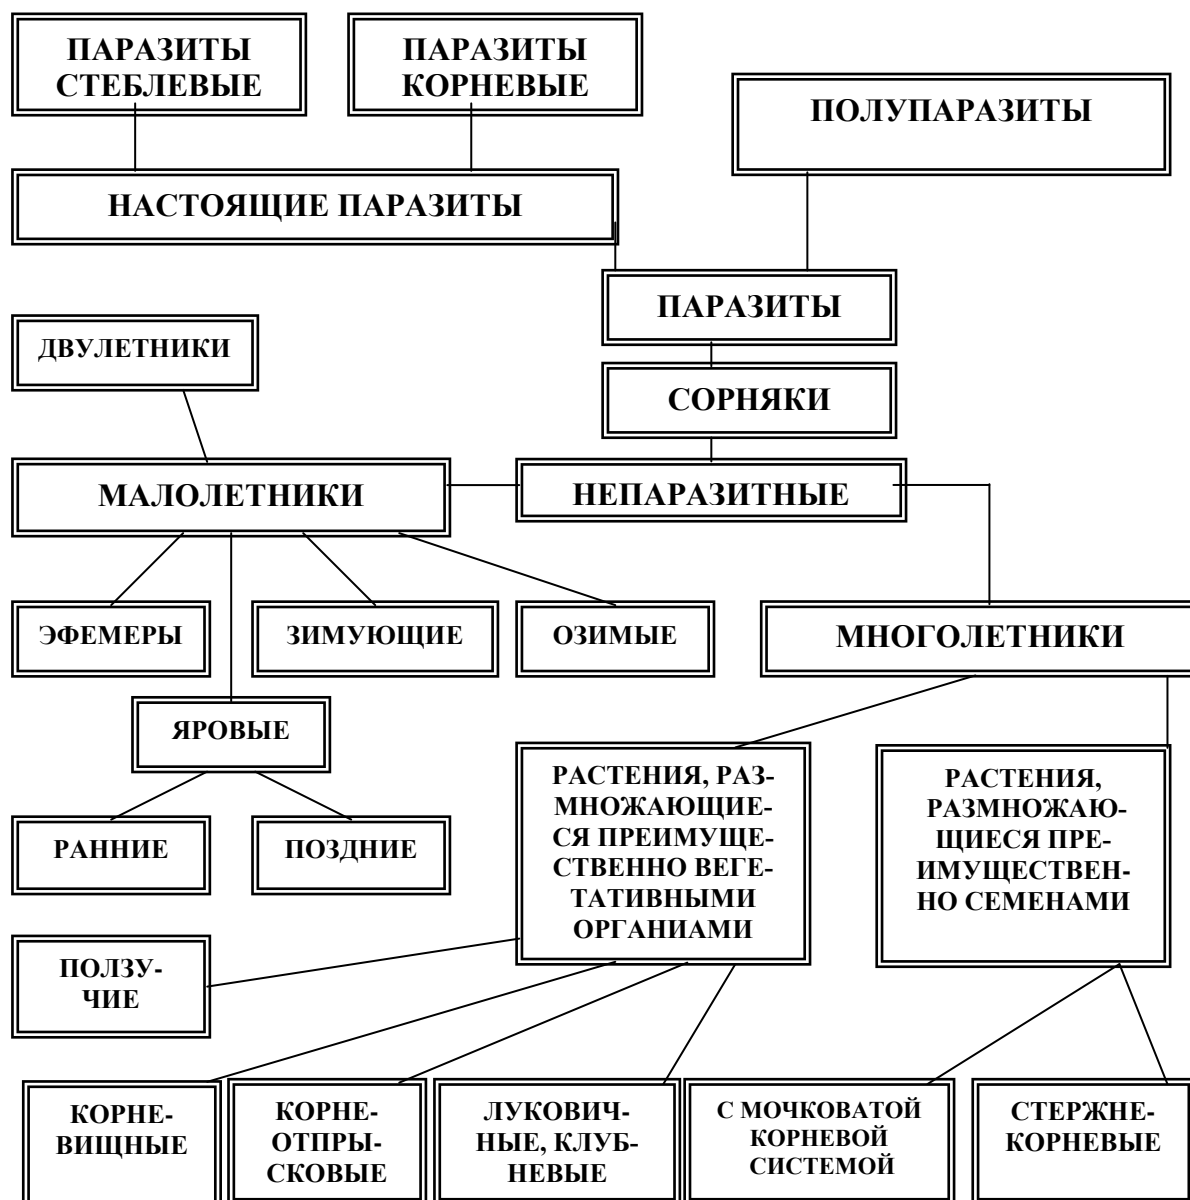 ПАРАЗИТЫ
СТЕБЛЕВЫЕ
ПАРАЗИТЫ
КОРНЕВЫЕ
ПОЛУПАРАЗИТЫ
НАСТОЯЩИЕ ПАРАЗИТЫ
ПАРАЗИТЫ
ДВУЛЕТНИКИ
СОРНЯКИ
МАЛОЛЕТНИКИ
НЕПАРАЗИТНЫЕ
ЭФЕМЕРЫ
ЗИМУЮЩИЕ
ОЗИМЫЕ
МНОГОЛЕТНИКИ
ЯРОВЫЕ
РАННИЕ
ПОЗДНИЕ
РАСТЕНИЯ, РАЗ-
МНОЖАЮЩИЕ-
СЯ ПРЕИМУЩЕ-
СТВЕННО ВЕГЕ-
ТАТИВНЫМИ
ОРГАНИАМИ
РАСТЕНИЯ,
РАЗМНОЖАЮ-
ЩИЕСЯ ПРЕ-
ИМУЩЕСТВЕН-
НО СЕМЕНАМИ
ПОЛЗУ-
ЧИЕ
КОРНЕ-
ВИЩНЫЕ
КОРНЕ-
ОТПРЫ-
СКОВЫЕ
ЛУКОВИЧ-
НЫЕ, КЛУБ-
НЕВЫЕ
С МОЧКОВАТОЙ
КОРНЕВОЙ
СИСТЕМОЙ
СТЕРЖНЕ-
КОРНЕВЫЕ